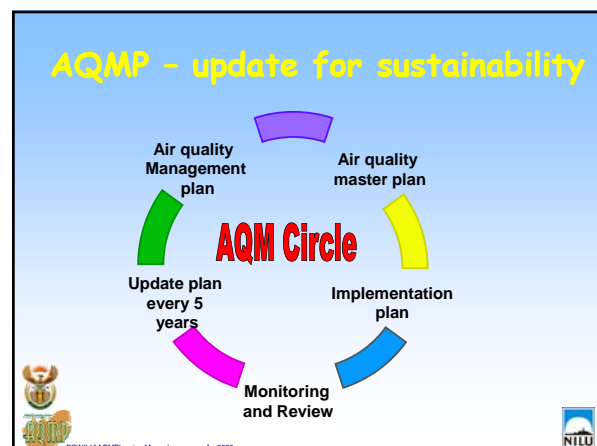 AQMP – update for sustainability
Air quality
Management
plan
Air quality
master plan
AQM Circle
Update plan
every 5
years
Implementation
plan
Monitoring
and Review
NILU